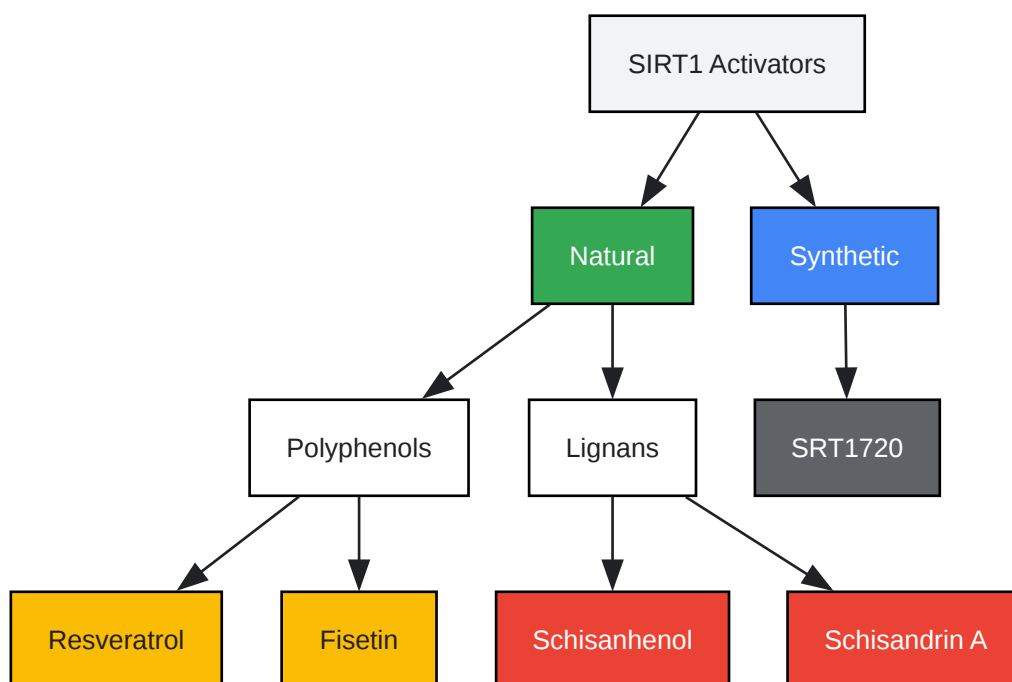 SIRT1 Activators
Natural
Synthetic
Polyphenols
Lignans
SRT1720
Resveratrol
Fisetin
Schisanhenol
Schisandrin A